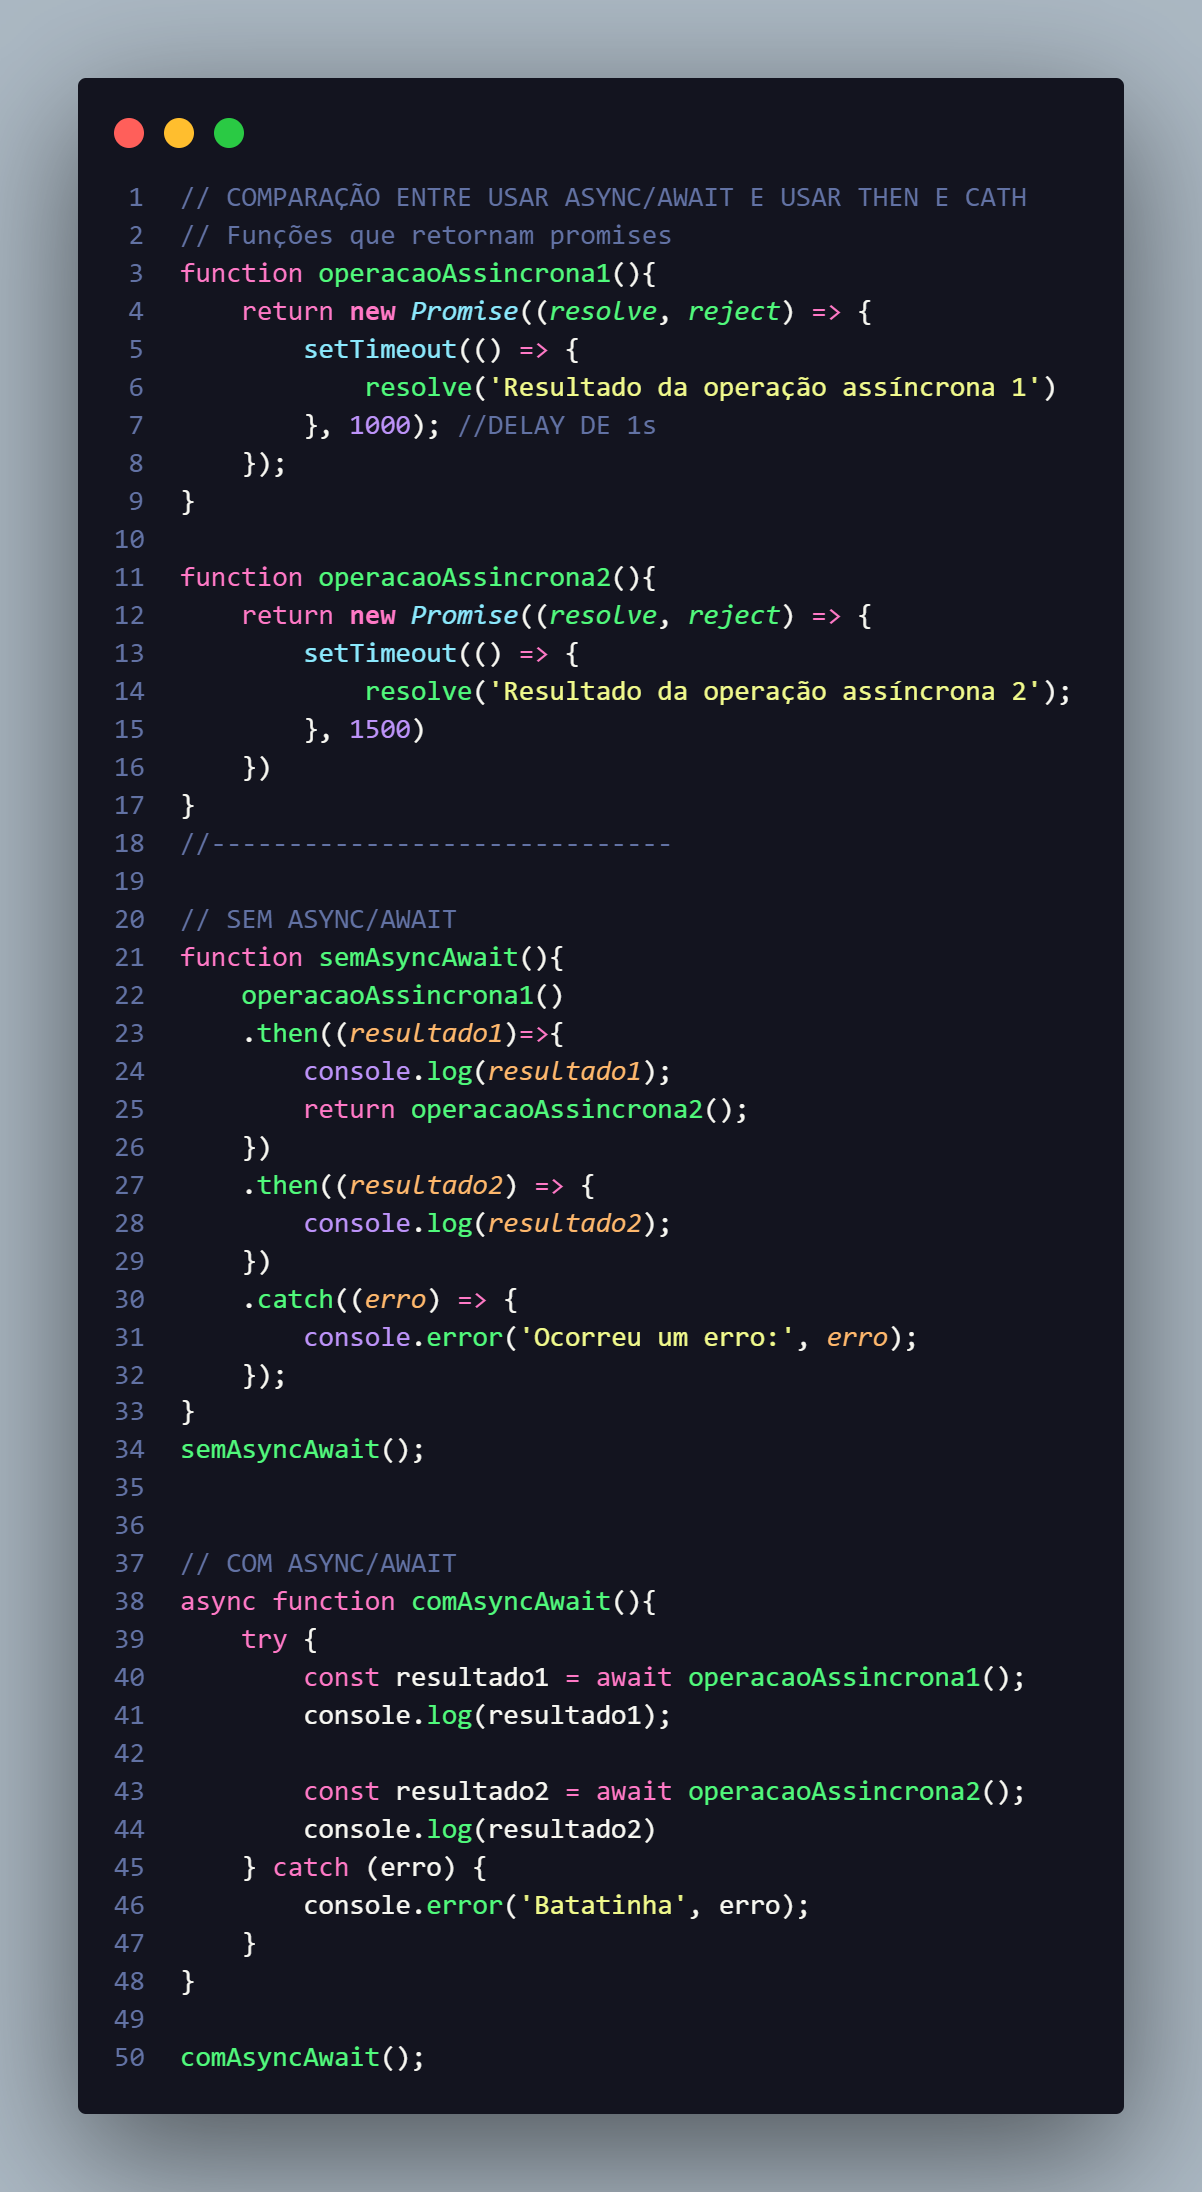 1 // COMPARAÇÃO ENTRE USAR ASYNC/AWAIT E USAR THEN E CATH
2 // Funções que retornam promises
3 function operacaoAssincrona1(){
4     return new Promise((resolve, reject) => {
5         setTimeout(() => {
6             resolve('Resultado da operação assíncrona 1')
7         }, 1000); //DELAY DE 1s
8     });
9 }
10
11 function operacaoAssincrona2(){
12     return new Promise((resolve, reject) => {
13         setTimeout(() => {
14             resolve('Resultado da operação assíncrona 2');
15         }, 1500)
16     })
17 }
18 //------------------------------
19
20 // SEM ASYNC/AWAIT
21 function semAsyncAwait(){
22     operacaoAssincrona1()
23     .then((resultado1)=>{
24         console.log(resultado1);
25         return operacaoAssincrona2();
26     })
27     .then((resultado2) => {
28         console.log(resultado2);
29     })
30     .catch((erro) => {
31         console.error('Ocorreu um erro:', erro);
32     });
33 }
34 semAsyncAwait();
35
36
37 // COM ASYNC/AWAIT
38 async function comAsyncAwait(){
39     try {
40         const resultado1 = await operacaoAssincrona1();
41         console.log(resultado1);
42
43         const resultado2 = await operacaoAssincrona2();
44         console.log(resultado2)
45     } catch (erro) {
46         console.error('Batatinha', erro);
47     }
48 }
49
50 comAsyncAwait();